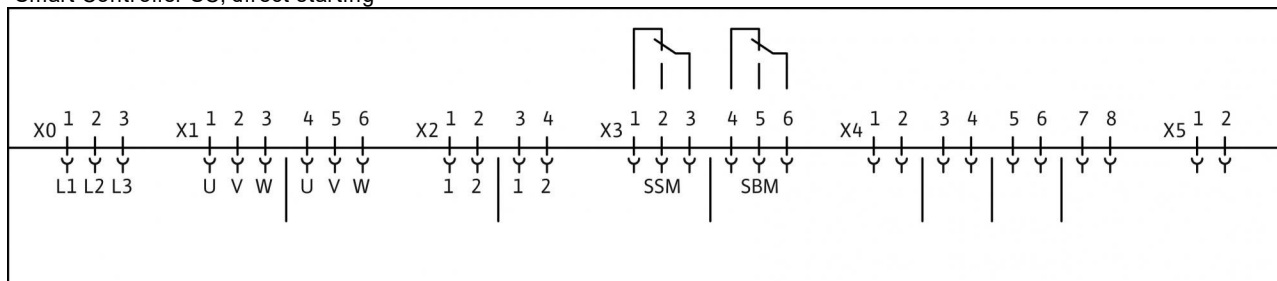 Smart Controller SC, direct starting
X0 1 2 3 X1 1 2 3 4 5 6 X2 1 2 3 4 X3 1 2 3 4 5 6 X4 1 2 3 4 5 6 7 8 X5 1 2
L1 L2 L3 U V W U V W 1 2 1 2 SSM SBM